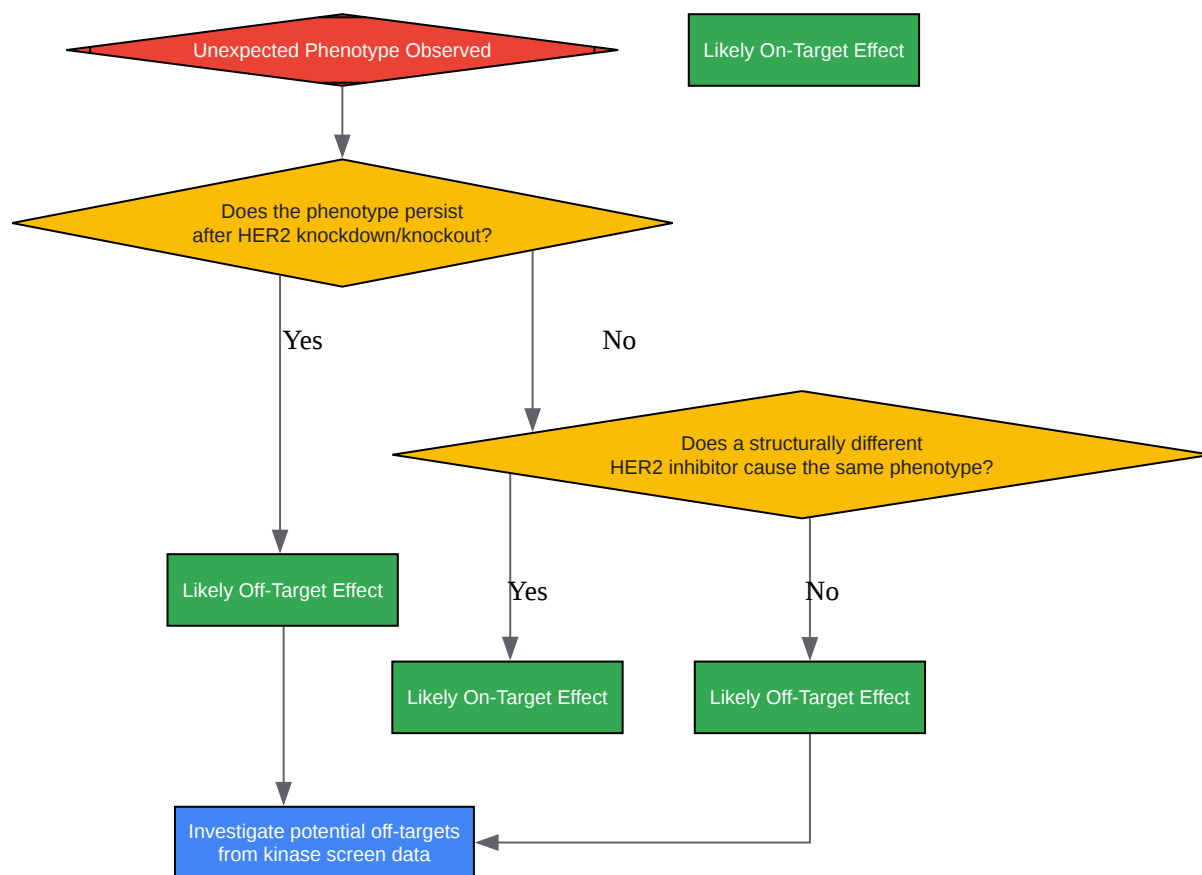 Unexpected Phenotype Observed
Likely On-Target Effect
Does the phenotype persist
after HER2 knockdown/knockout?
Yes
No
Does a structurally different
HER2 inhibitor cause the same phenotype?
Likely Off-Target Effect
Yes
No
Likely On-Target Effect
Likely Off-Target Effect
Investigate potential off-targets
from kinase screen data